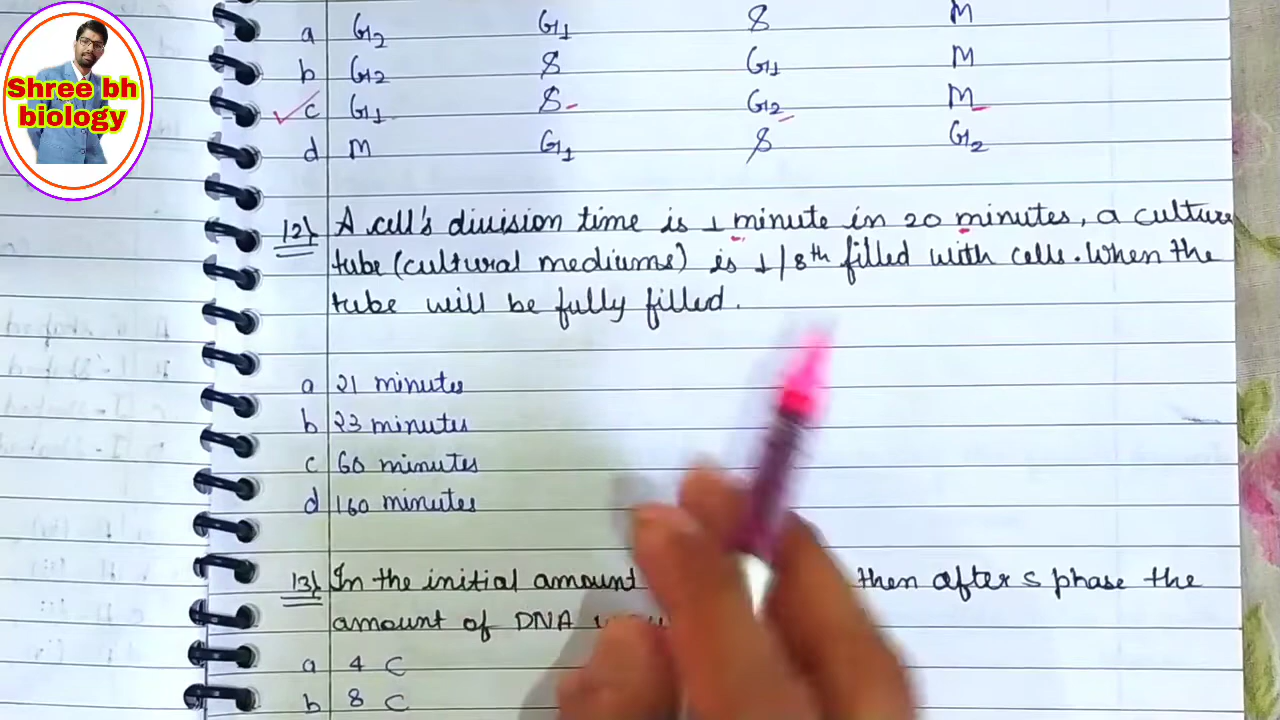 Shree bh
biology
a G2 G1 S M
b G2 S G1 M
c G1 S G2 M
d M G1 S G2
12} A cell's division time is 1 minute in 20 minutes, a culture
tube (cultural mediums) is 1/8th filled with cells. When the
tube will be fully filled.
a 21 minutes
b 23 minutes
c 60 minutes
d 160 minutes
13} In the initial amount then after S phase the
amount of DNA
a 4 C
b 8 C